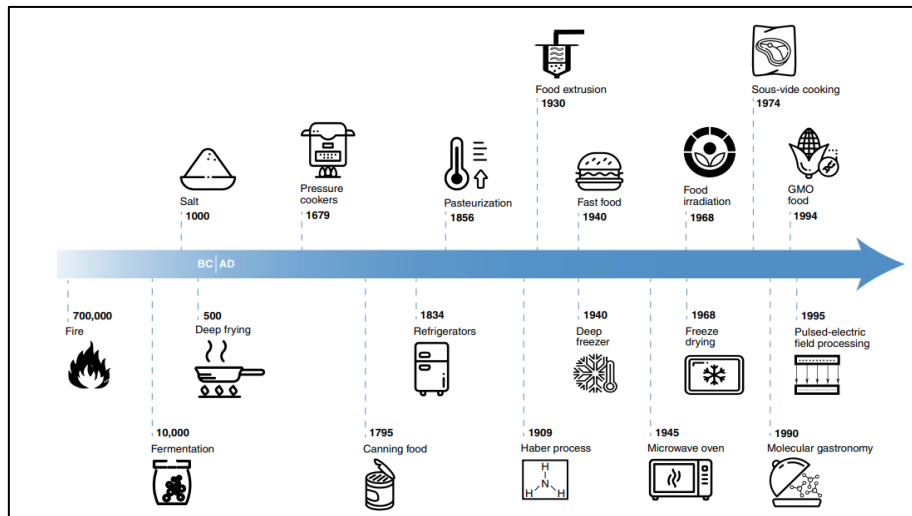 Food extrusion
1930
Sous-vide cooking
1974
Salt
1000
Pressure
cookers
1679
Pasteurization
1856
Fast food
1940
Food
irradiation
1968
GMO
food
1994
BC|AD
700,000
Fire
500
Deep frying
1834
Refrigerators
1940
Deep
freezer
1968
Freeze
drying
1995
Pulsed-electric
field processing
10,000
Fermentation
1795
Canning food
1909
Haber process
H
N
H
H
1945
Microwave oven
1990
Molecular gastronomy